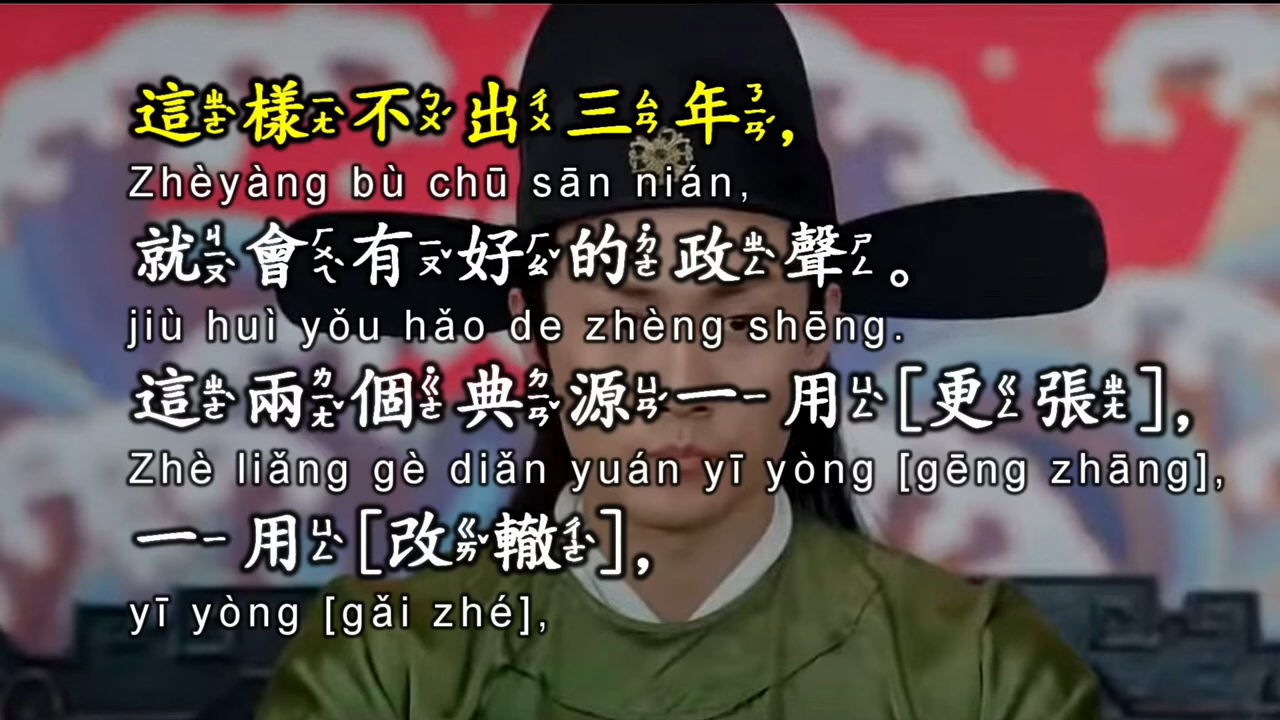 這樣不出三年，
Zhèyàng bù chū sān nián,
就會有好的政聲。
jiù huì yǒu hǎo de zhèng shēng.
這兩個典源一用[更張]，
Zhè liǎng gè diǎn yuán yī yòng [gēng zhāng],
一用[改轍]，
yī yòng [gǎi zhé],